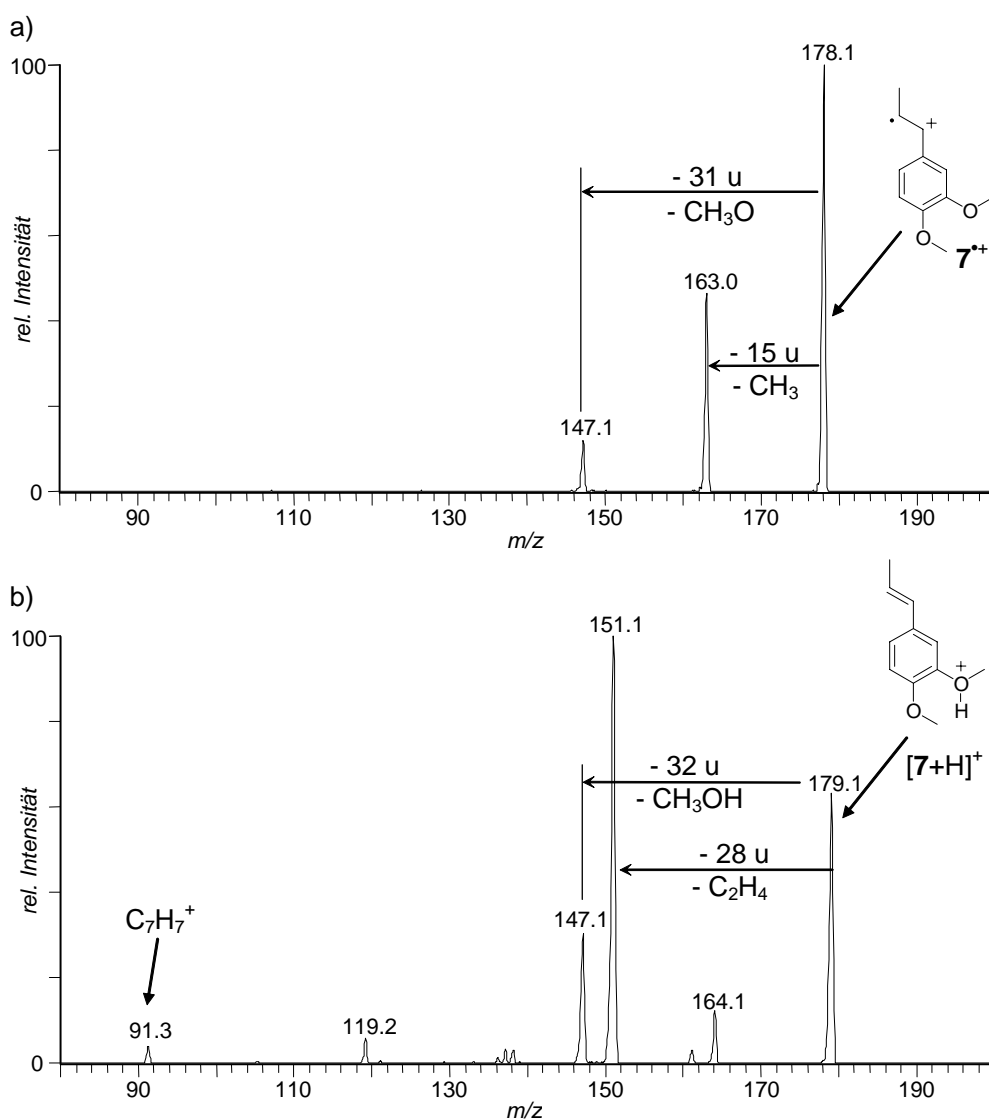 a)
100
178.1
- 31 u
- CH₃O
O
O
7•+
163.0
- 15 u
- CH₃
147.1
rel. Intensität
0
90 110 130 150 170 190
m/z
b)
100
151.1
+
O
H
O
[7+H]⁺
- 32 u
- CH₃OH
179.1
- 28 u
- C₂H₄
C₇H₇⁺
147.1
164.1
119.2
91.3
rel. Intensität
0
90 110 130 150 170 190
m/z